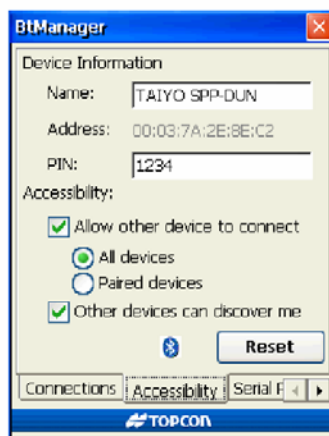 BtManager
Device Information
Name: TAIYO SPP-DUN
Address: 00:03:7A:2E:8E:C2
PIN: 1234
Accessibility:
Allow other device to connect
All devices
Paired devices
Other devices can discover me
Reset
Connections Accessibility Serial
TOPCON